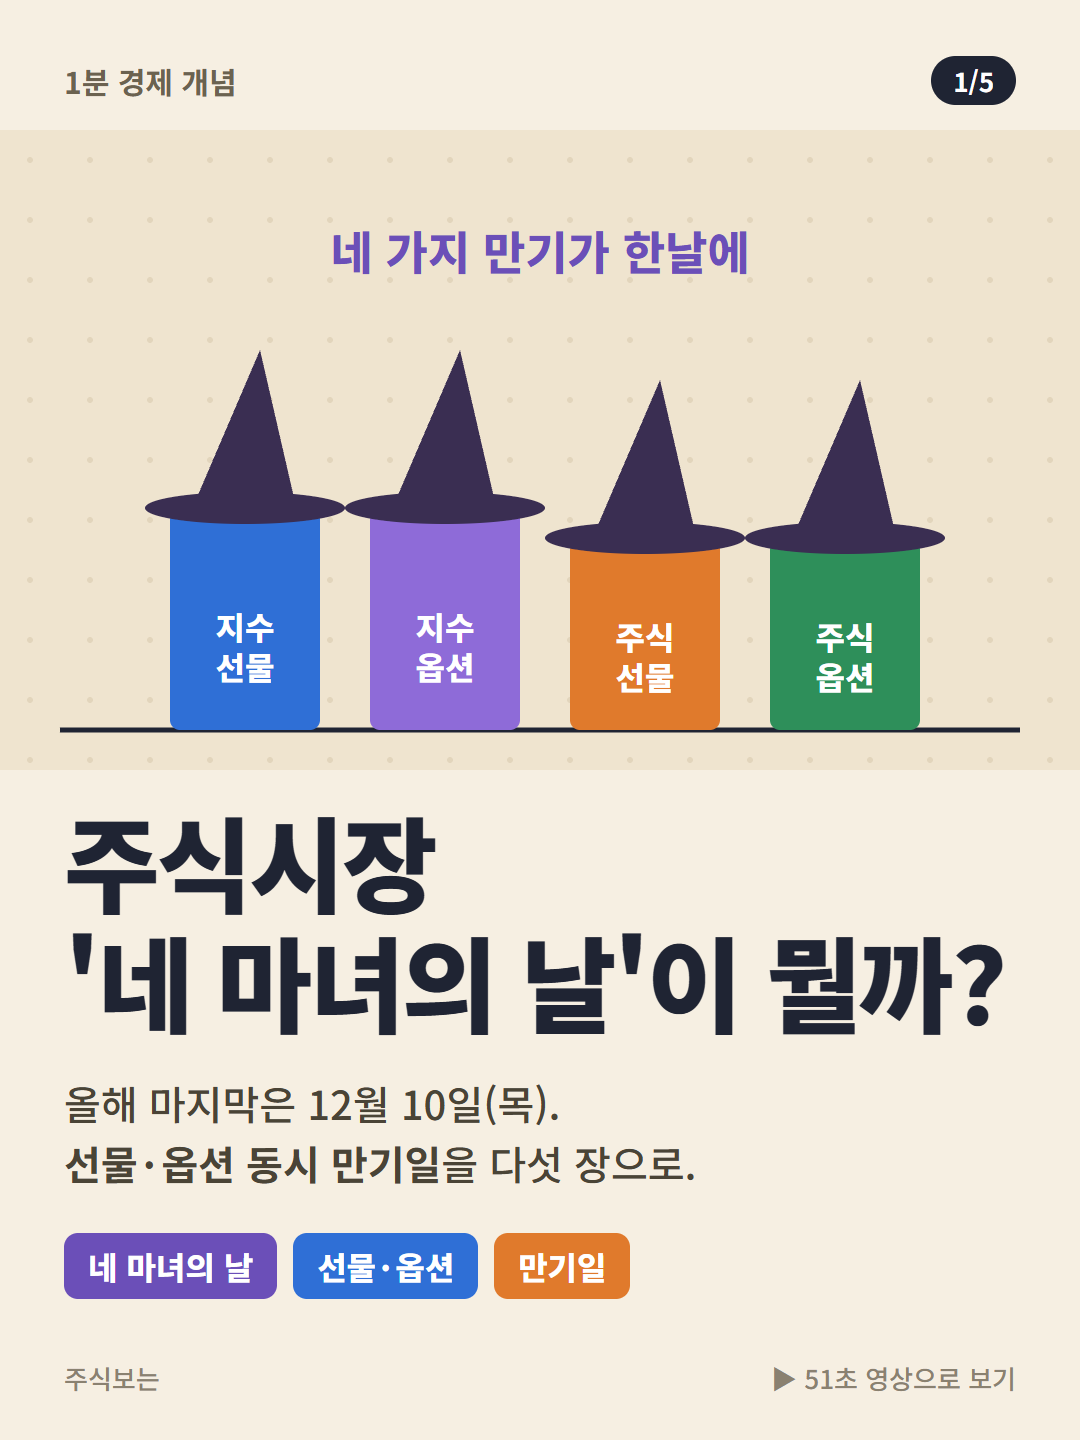 1분 경제 개념
1/5
네 가지 만기가 한날에
지수
선물
지수
옵션
주식
선물
주식
옵션
주식시장
'네 마녀의 날'이 뭘까?
올해 마지막은 12월 10일(목).
선물·옵션 동시 만기일을 다섯 장으로.
네 마녀의 날
선물·옵션
만기일
주식보는
▶ 51초 영상으로 보기